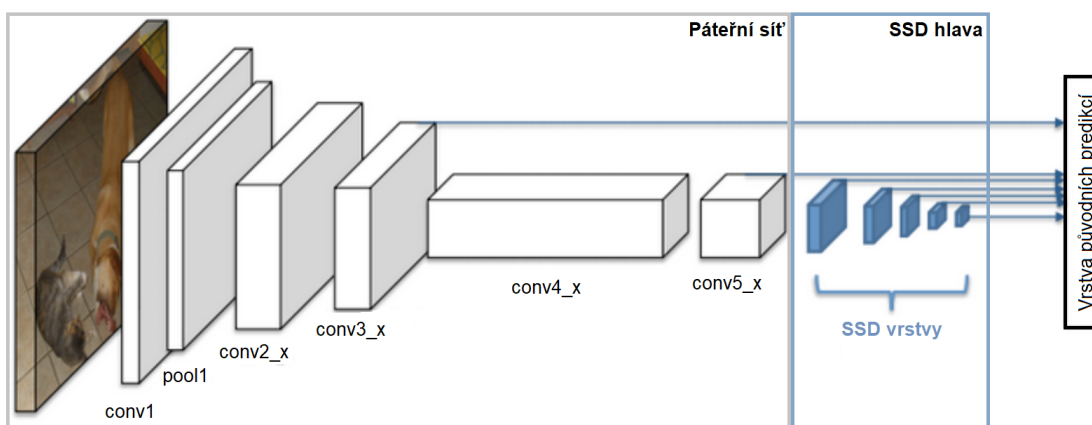 Páteřní síť
SSD hlava
conv1
pool1
conv2_x
conv3_x
conv4_x
conv5_x
SSD vrstvy
Vrstva původních predikcí